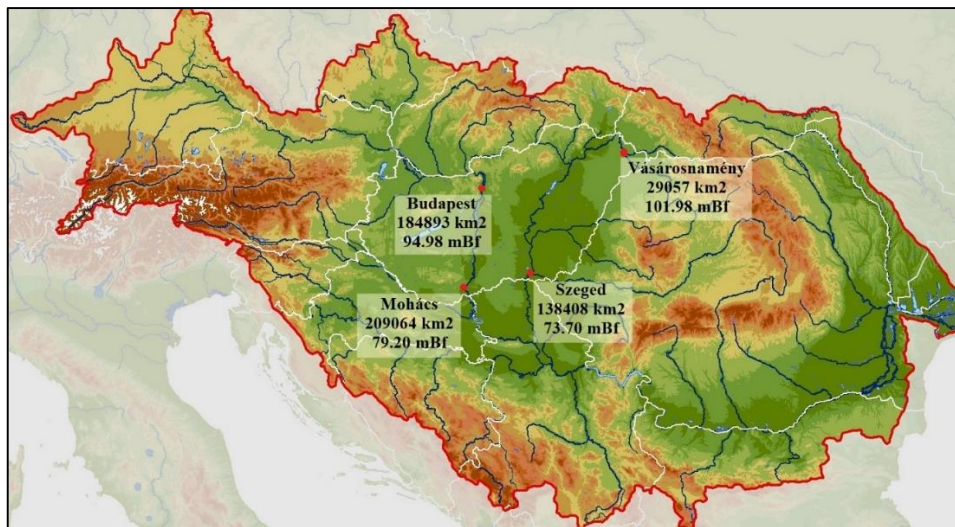 Vásárosnamény
29057 km2
101.98 mBf
Budapest
184893 km2
94.98 mBf
Mohács
209064 km2
79.20 mBf
Szeged
138408 km2
73.70 mBf